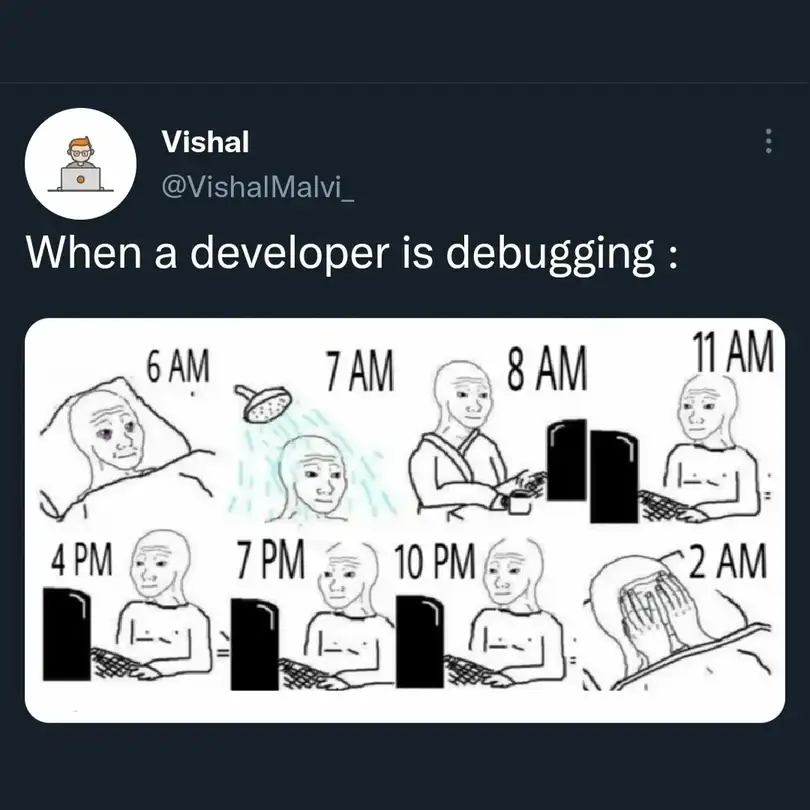 Vishal
@VishalMalvi_
When a developer is debugging :
6 AM
7 AM
8 AM
11 AM
4 PM
7 PM
10 PM
2 AM